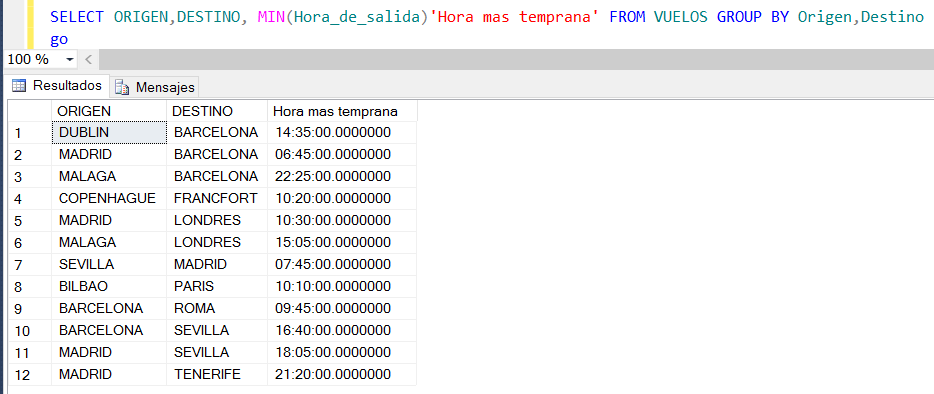 SELECT ORIGEN,DESTINO, MIN(Hora_de_salida)'Hora mas temprana' FROM VUELOS GROUP BY Origen,Destino
go
100 %
Resultados Mensajes
ORIGEN DESTINO Hora mas temprana
1 DUBLIN BARCELONA 14:35:00.0000000
2 MADRID BARCELONA 06:45:00.0000000
3 MALAGA BARCELONA 22:25:00.0000000
4 COPENHAGUE FRANCFORT 10:20:00.0000000
5 MADRID LONDRES 10:30:00.0000000
6 MALAGA LONDRES 15:05:00.0000000
7 SEVILLA MADRID 07:45:00.0000000
8 BILBAO PARIS 10:10:00.0000000
9 BARCELONA ROMA 09:45:00.0000000
10 BARCELONA SEVILLA 16:40:00.0000000
11 MADRID SEVILLA 18:05:00.0000000
12 MADRID TENERIFE 21:20:00.0000000